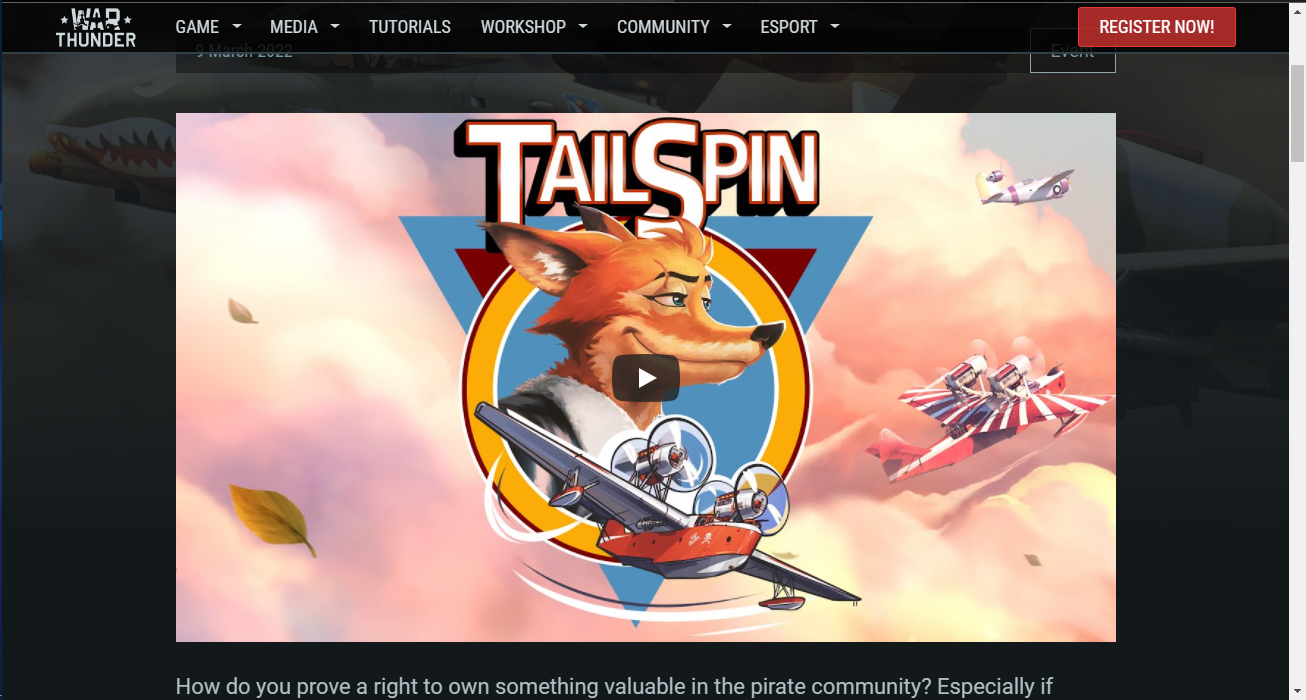 WAR
THUNDER
GAME MEDIA TUTORIALS WORKSHOP COMMUNITY ESPORT REGISTER NOW!
9 March 2022 Event
TAILSPIN
How do you prove a right to own something valuable in the pirate community? Especially if